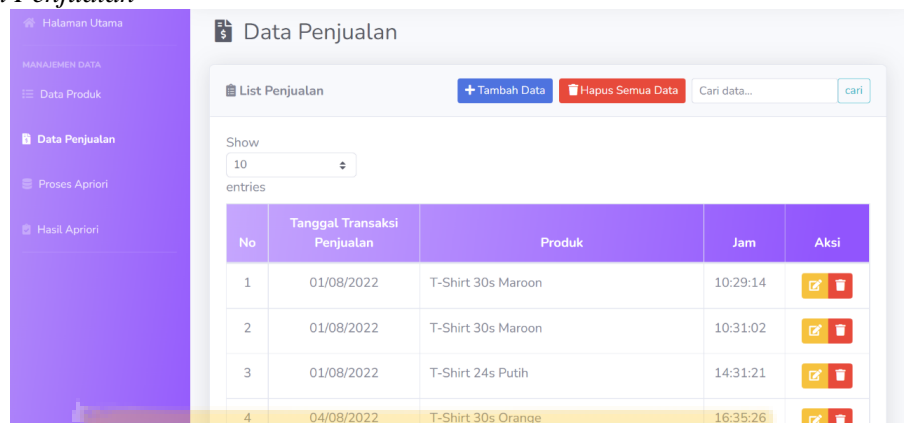 Penjualan
Halaman Utama
MANAJEMEN DATA
Data Produk
Data Penjualan
Proses Apriori
Hasil Apriori
Data Penjualan
List Penjualan
Tambah Data
Hapus Semua Data
Cari data...
cari
Show
10
entries
No Tanggal Transaksi Penjualan Produk Jam Aksi
1 01/08/2022 T-Shirt 30s Maroon 10:29:14
2 01/08/2022 T-Shirt 30s Maroon 10:31:02
3 01/08/2022 T-Shirt 24s Putih 14:31:21
4 04/08/2022 T-Shirt 30s Orange 16:35:26